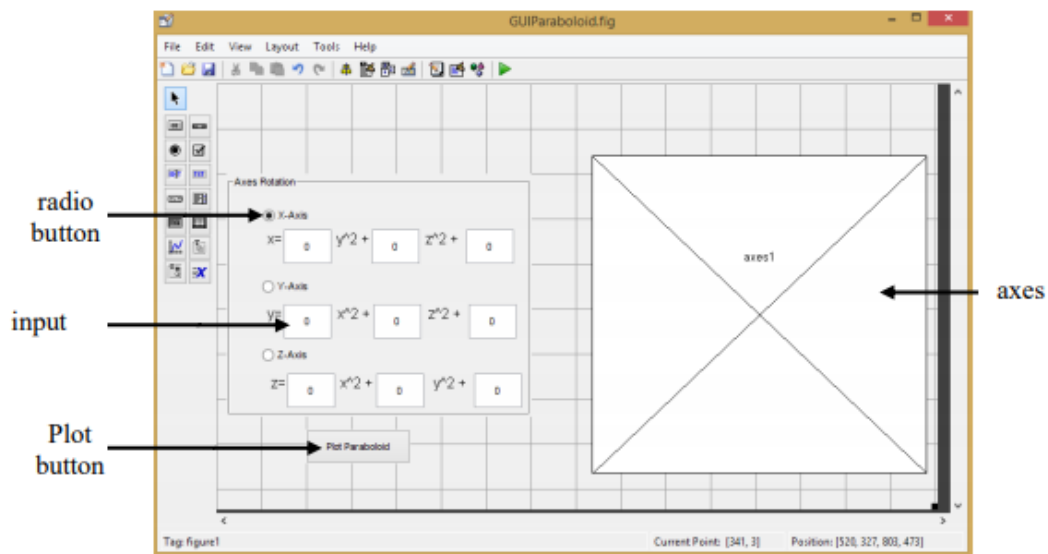 GUIParaboloid.fig
File Edit View Layout Tools Help
Axes Rotation
radio
button
X-Axis
x= 0 y^2 + 0 z^2 + 0
axes1
Y-Axis
axes
input
y= 0 x^2 + 0 z^2 + 0
Z-Axis
z= 0 x^2 + 0 y^2 + 0
Plot
button
Plot Paraboloid
Tag: figure1 Current Point: [341, 3] Position: [520, 327, 803, 473]